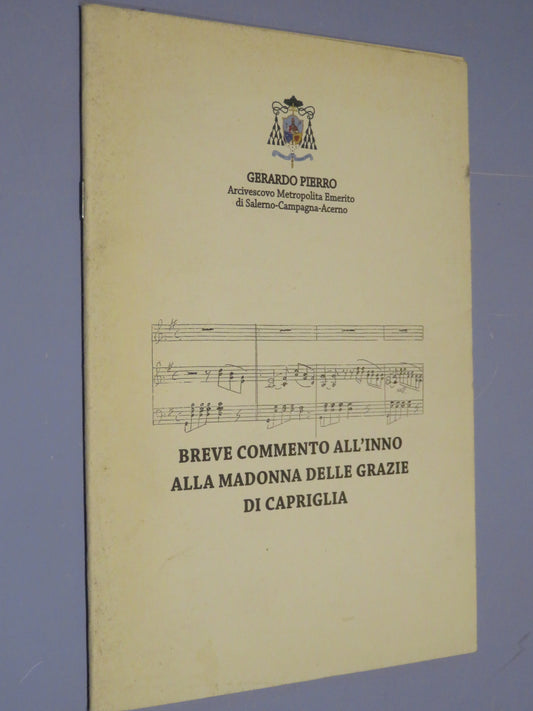 GERARDO PIERRO
Arcivescovo Metropolita Emerito
di Salerno-Campagna-Acerno
BREVE COMMENTO ALL'INNO
ALLA MADONNA DELLE GRAZIE
DI CAPRIGLIA